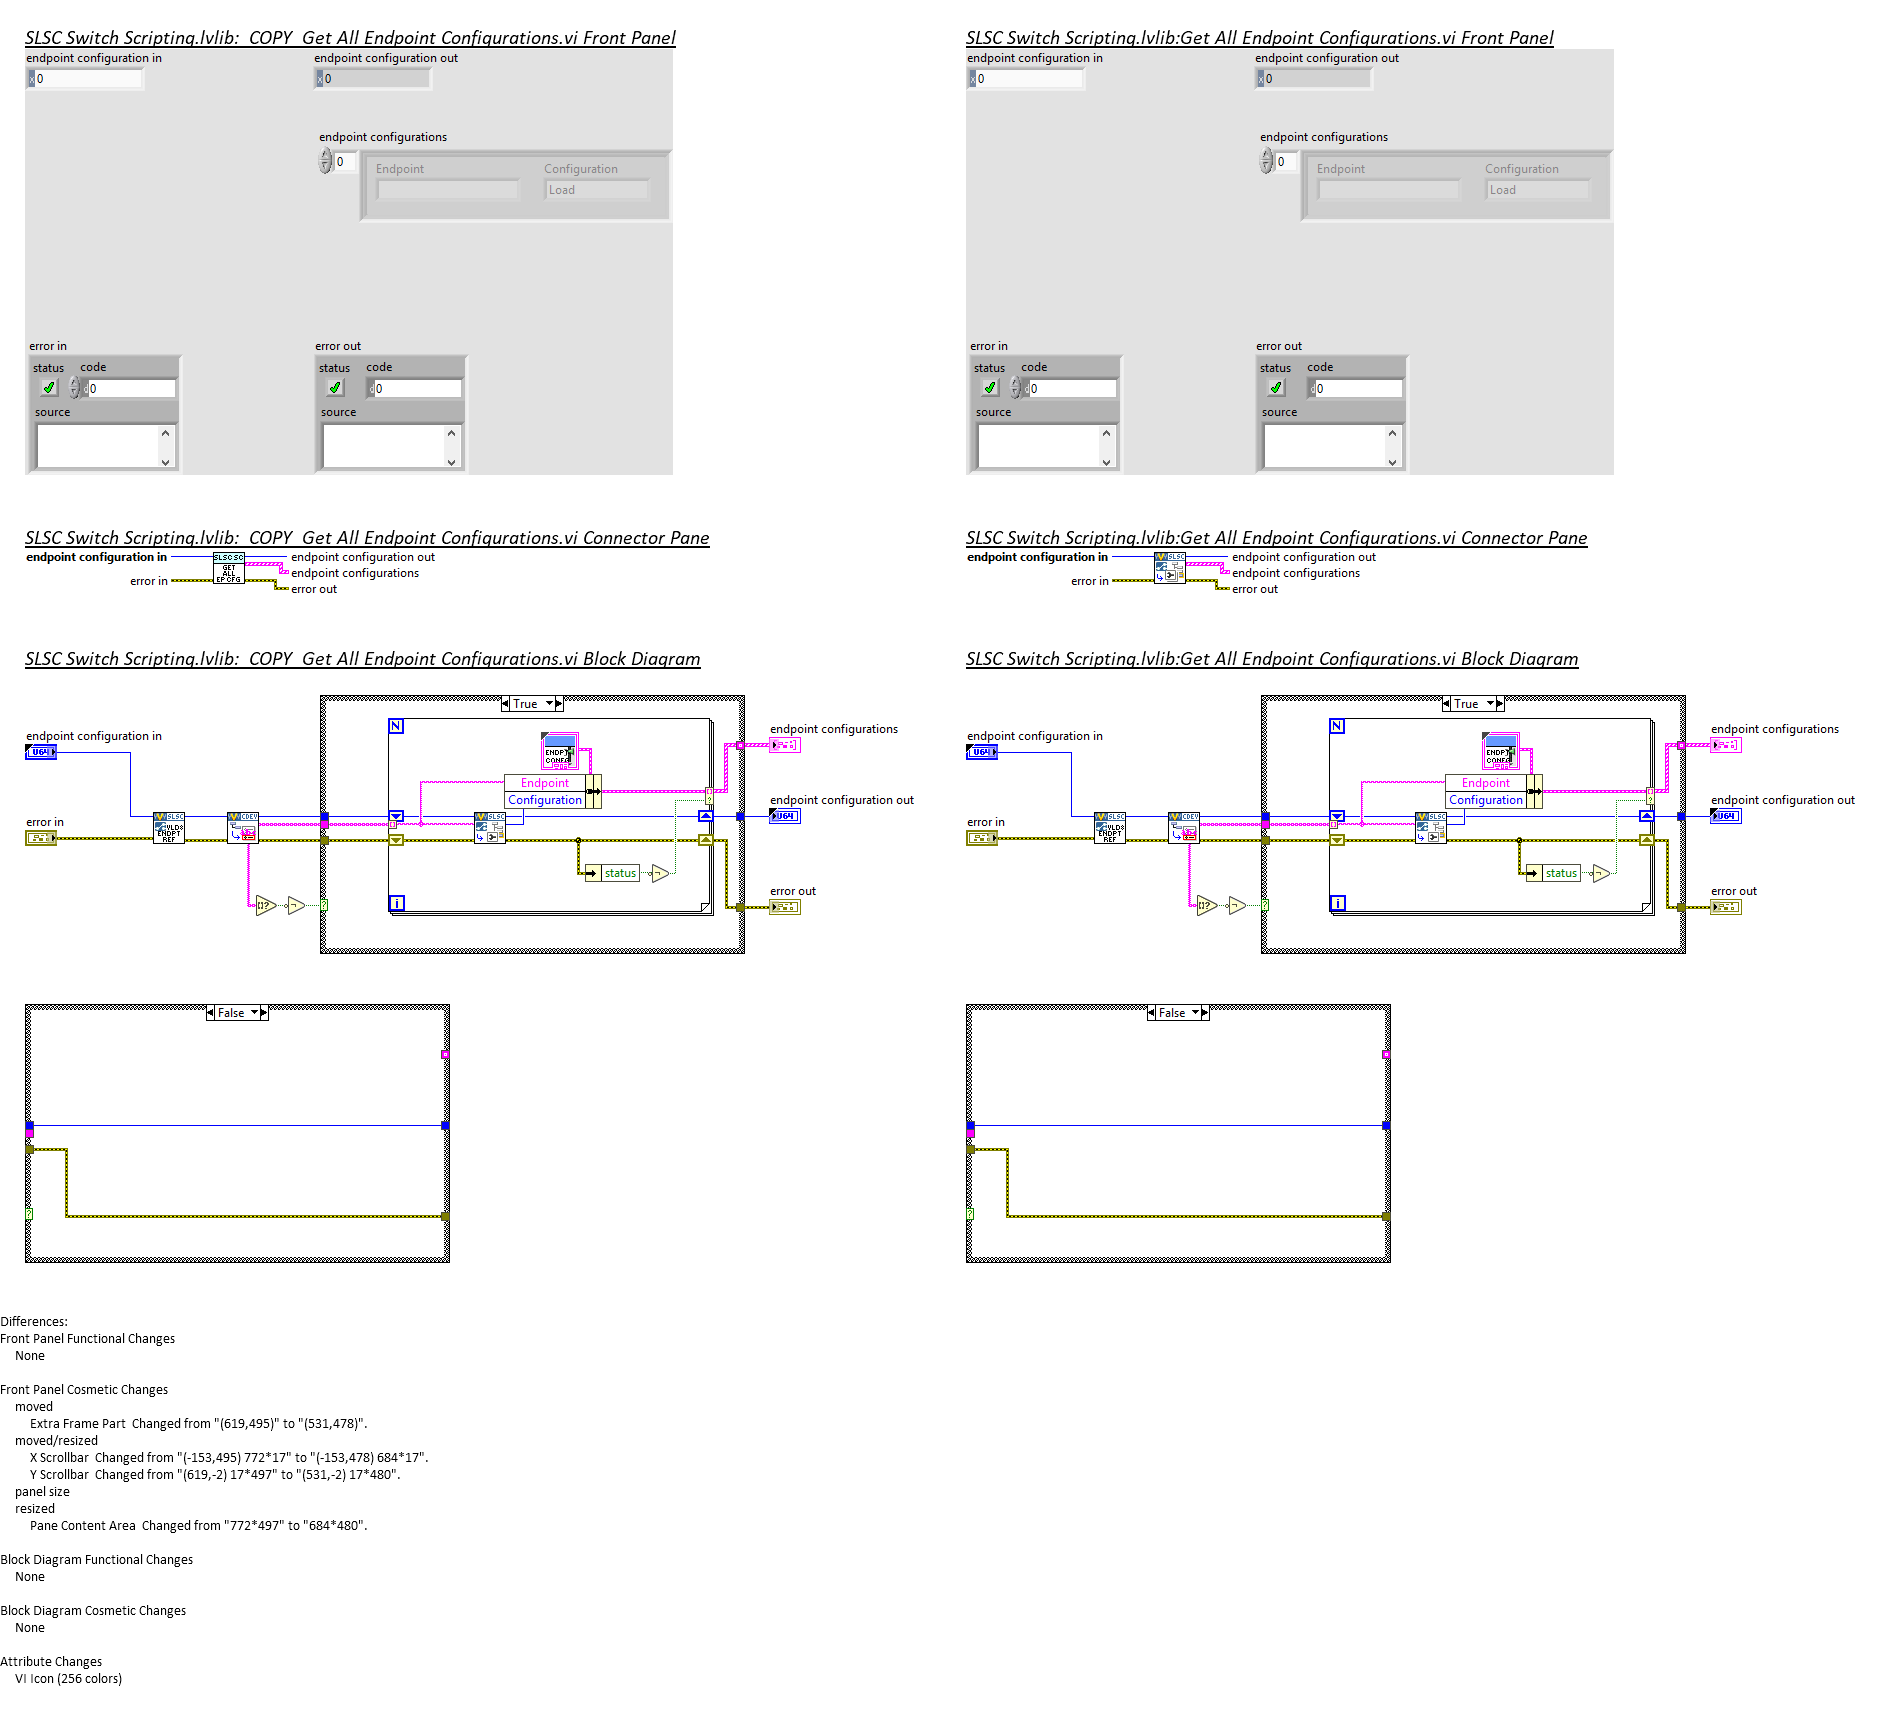 SLSC Switch Scripting.lvlib:_COPY_Get All Endpoint Configurations.vi Front Panel
endpoint configuration in
endpoint configuration out
x 0
x 0
endpoint configurations
0
Endpoint
Configuration
Load
error in
error out
status code
status code
d 0
d 0
source
source
SLSC Switch Scripting.lvlib:Get All Endpoint Configurations.vi Front Panel
endpoint configuration in
endpoint configuration out
x 0
x 0
endpoint configurations
0
Endpoint
Configuration
Load
error in
error out
status code
status code
d 0
d 0
source
source
SLSC Switch Scripting.lvlib:_COPY_Get All Endpoint Configurations.vi Connector Pane
endpoint configuration in
SLSC SC
GET
ALL
EP CFG
endpoint configuration out
endpoint configurations
error in
error out
SLSC Switch Scripting.lvlib:Get All Endpoint Configurations.vi Connector Pane
endpoint configuration in
SLSC
endpoint configuration out
endpoint configurations
error in
error out
SLSC Switch Scripting.lvlib:_COPY_Get All Endpoint Configurations.vi Block Diagram
True
endpoint configuration in
U64
N
ENDPT
CONFG
Endpoint
Configuration
endpoint configurations
endpoint configuration out
U64
error in
SLSC
VLD8
ENDPT
REF
CDEV
SLSC
status
i
error out
SLSC Switch Scripting.lvlib:Get All Endpoint Configurations.vi Block Diagram
True
endpoint configuration in
U64
N
ENDPT
CONFG
Endpoint
Configuration
endpoint configurations
endpoint configuration out
U64
error in
SLSC
VLD8
ENDPT
REF
CDEV
SLSC
status
i
error out
False
False
Differences:
Front Panel Functional Changes
None
Front Panel Cosmetic Changes
moved
Extra Frame Part  Changed from "(619,495)" to "(531,478)".
moved/resized
X Scrollbar  Changed from "(-153,495) 772*17" to "(-153,478) 684*17".
Y Scrollbar  Changed from "(619,-2) 17*497" to "(531,-2) 17*480".
panel size
resized
Pane Content Area  Changed from "772*497" to "684*480".
Block Diagram Functional Changes
None
Block Diagram Cosmetic Changes
None
Attribute Changes
VI Icon (256 colors)